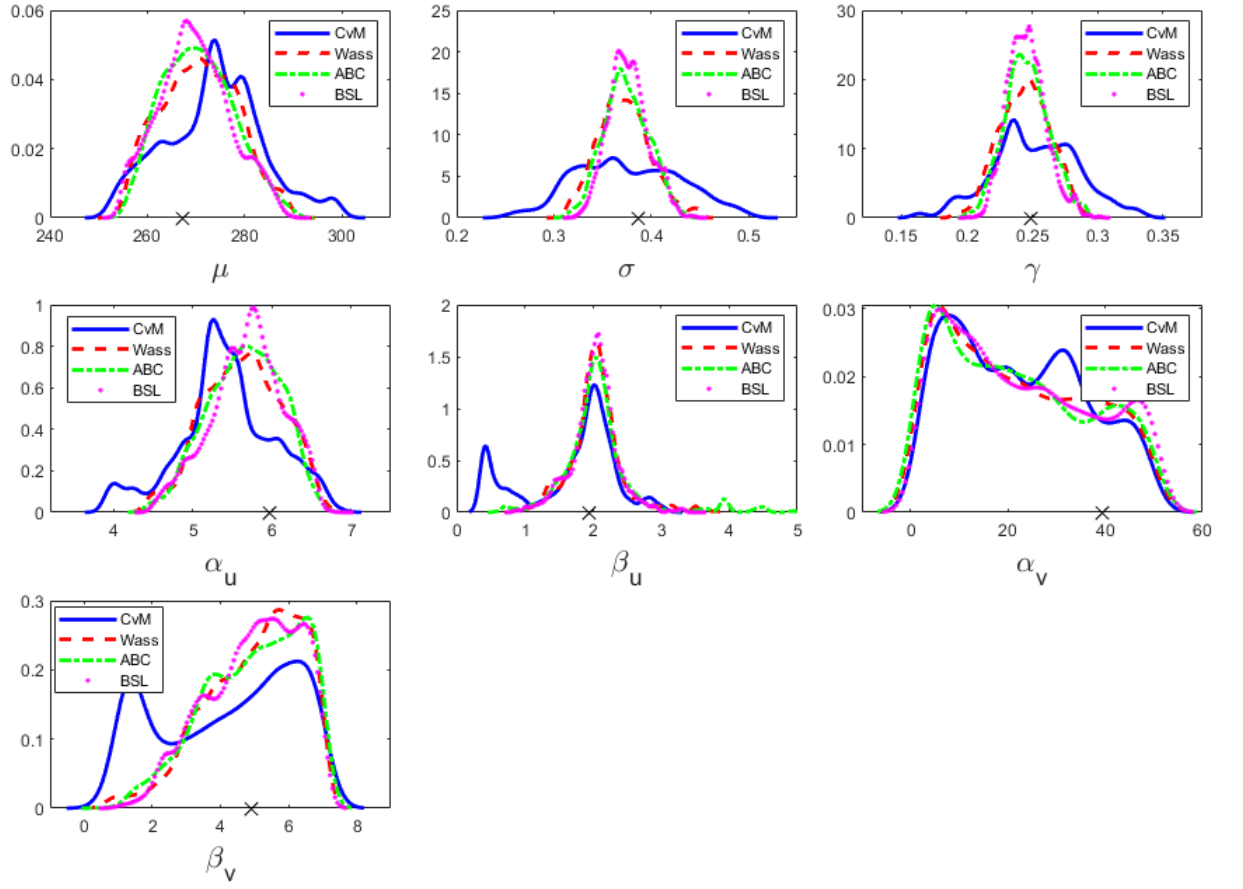 0.06
0.04
0.02
0
240
260
280
300
μ
CvM
Wass
ABC
BSL
25
20
15
10
5
0
0.2
0.3
0.4
0.5
σ
CvM
Wass
ABC
BSL
30
20
10
0
0.15
0.2
0.25
0.3
0.35
γ
CvM
Wass
ABC
BSL
1
0.8
0.6
0.4
0.2
0
4
5
6
7
α_u
CvM
Wass
ABC
BSL
2
1.5
1
0.5
0
0
1
2
3
4
5
β_u
CvM
Wass
ABC
BSL
0.03
0.02
0.01
0
0
20
40
60
α_v
CvM
Wass
ABC
BSL
0.3
0.2
0.1
0
0
2
4
6
8
β_v
CvM
Wass
ABC
BSL